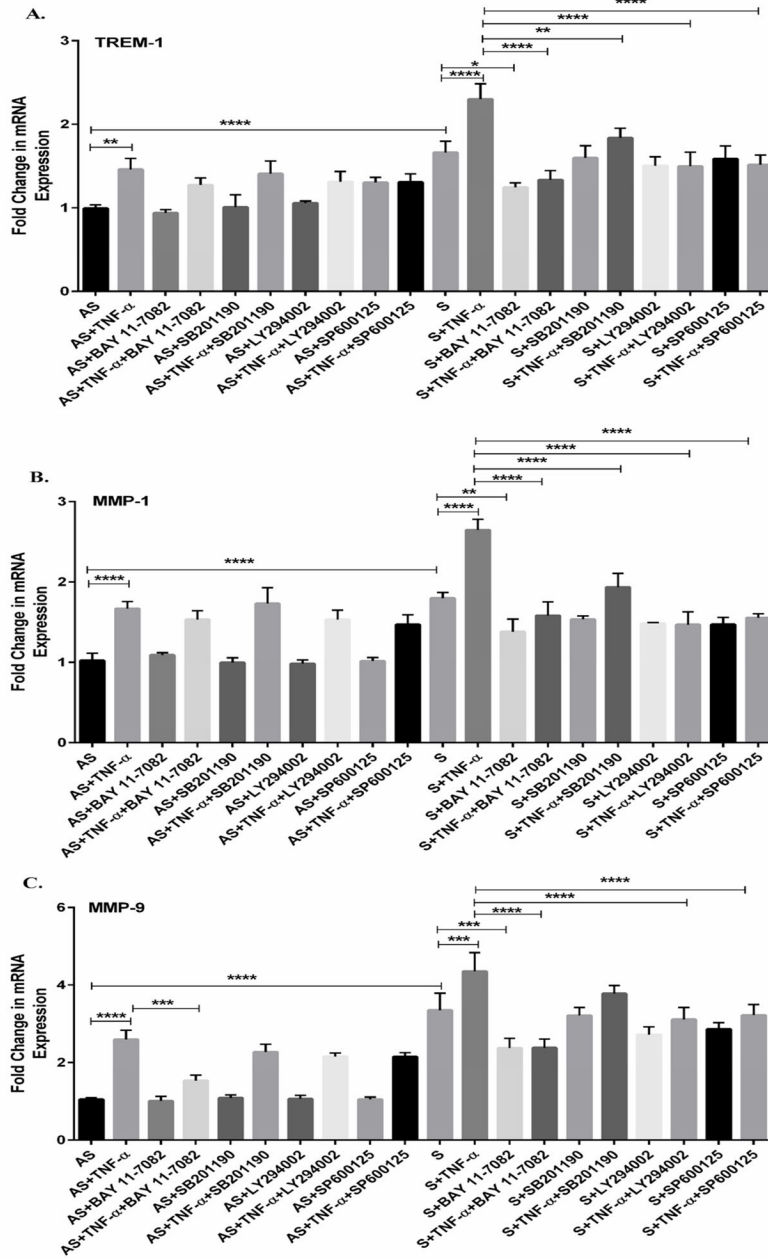 A.
TREM-1
****
****
**
****
*
****
****
**
Fold Change in mRNA
Expression
3
2
1
0
AS
AS+TNF-α
AS+BAY 11-7082
AS+TNF-α+BAY 11-7082
AS+SB201190
AS+TNF-α+SB201190
AS+LY294002
AS+TNF-α+LY294002
AS+SP600125
AS+TNF-α+SP600125
S
S+TNF-α
S+BAY 11-7082
S+TNF-α+BAY 11-7082
S+SB201190
S+TNF-α+SB201190
S+LY294002
S+TNF-α+LY294002
S+SP600125
S+TNF-α+SP600125
B.
MMP-1
****
****
****
****
**
****
****
****
Fold Change in mRNA
Expression
3
2
1
0
AS
AS+TNF-α
AS+BAY 11-7082
AS+TNF-α+BAY 11-7082
AS+SB201190
AS+TNF-α+SB201190
AS+LY294002
AS+TNF-α+LY294002
AS+SP600125
AS+TNF-α+SP600125
S
S+TNF-α
S+BAY 11-7082
S+TNF-α+BAY 11-7082
S+SB201190
S+TNF-α+SB201190
S+LY294002
S+TNF-α+LY294002
S+SP600125
S+TNF-α+SP600125
C.
MMP-9
****
****
****
***
***
****
***
****
Fold Change in mRNA
Expression
6
4
2
0
AS
AS+TNF-α
AS+BAY 11-7082
AS+TNF-α+BAY 11-7082
AS+SB201190
AS+TNF-α+SB201190
AS+LY294002
AS+TNF-α+LY294002
AS+SP600125
AS+TNF-α+SP600125
S
S+TNF-α
S+BAY 11-7082
S+TNF-α+BAY 11-7082
S+SB201190
S+TNF-α+SB201190
S+LY294002
S+TNF-α+LY294002
S+SP600125
S+TNF-α+SP600125